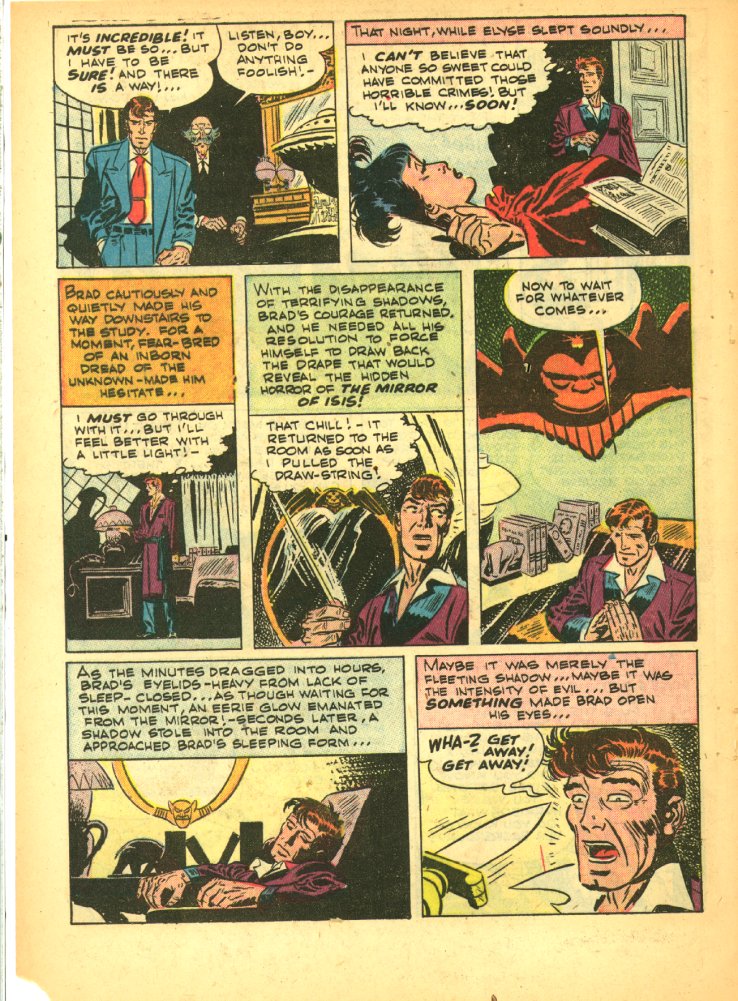 IT'S INCREDIBLE! IT
MUST BE SO... BUT
I HAVE TO BE
SURE! AND THERE
IS A WAY!...
LISTEN, BOY...
DON'T DO
ANYTHING
FOOLISH!-
THAT NIGHT, WHILE ELYSE SLEPT SOUNDLY...
I CAN'T BELIEVE THAT
ANYONE SO SWEET COULD
HAVE COMMITTED THOSE
HORRIBLE CRIMES! BUT
I'LL KNOW...SOON!
BRAD CAUTIOUSLY AND
QUIETLY MADE HIS
WAY DOWNSTAIRS TO
THE STUDY. FOR A
MOMENT, FEAR-BRED
OF AN INBORN
DREAD OF THE
UNKNOWN-MADE HIM
HESITATE...
I MUST GO THROUGH
WITH IT... BUT I'LL
FEEL BETTER WITH
A LITTLE LIGHT!-
WITH THE DISAPPEARANCE
OF TERRIFYING SHADOWS,
BRAD'S COURAGE RETURNED.
AND HE NEEDED ALL HIS
RESOLUTION TO FORCE
HIMSELF TO DRAW BACK
THE DRAPE THAT WOULD
REVEAL THE HIDDEN
HORROR OF THE MIRROR
OF ISIS!
THAT CHILL!-IT
RETURNED TO THE
ROOM AS SOON AS
I PULLED THE
DRAW-STRING!
NOW TO WAIT
FOR WHATEVER
COMES...
AS THE MINUTES DRAGGED INTO HOURS,
BRAD'S EYELIDS-HEAVY FROM LACK OF
SLEEP-CLOSED...AS THOUGH WAITING FOR
THIS MOMENT, AN EERIE GLOW EMANATED
FROM THE MIRROR!-SECONDS LATER, A
SHADOW STOLE INTO THE ROOM AND
APPROACHED BRAD'S SLEEPING FORM...
MAYBE IT WAS MERELY THE
FLEETING SHADOW...MAYBE IT WAS
THE INTENSITY OF EVIL... BUT
SOMETHING MADE BRAD OPEN
HIS EYES...
WHA-? GET
AWAY!
GET AWAY!